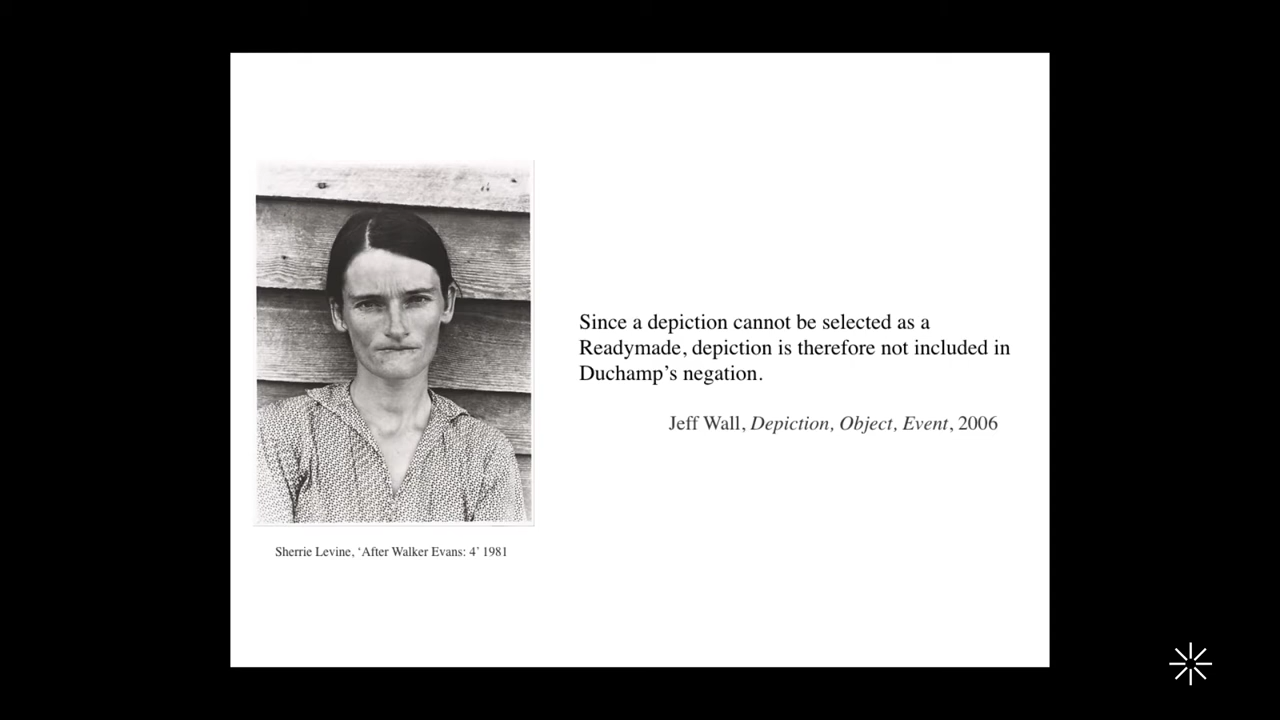 Since a depiction cannot be selected as a
Readymade, depiction is therefore not included in
Duchamp’s negation.
Jeff Wall, Depiction, Object, Event, 2006
Sherrie Levine, ‘After Walker Evans: 4’ 1981